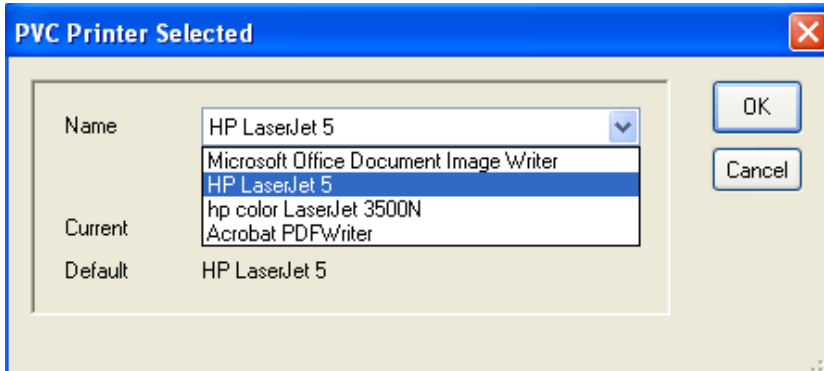 PVC Printer Selected
Name
HP LaserJet 5
OK
Microsoft Office Document Image Writer
HP LaserJet 5
hp color LaserJet 3500N
Acrobat PDFWriter
Cancel
Current
Default
HP LaserJet 5